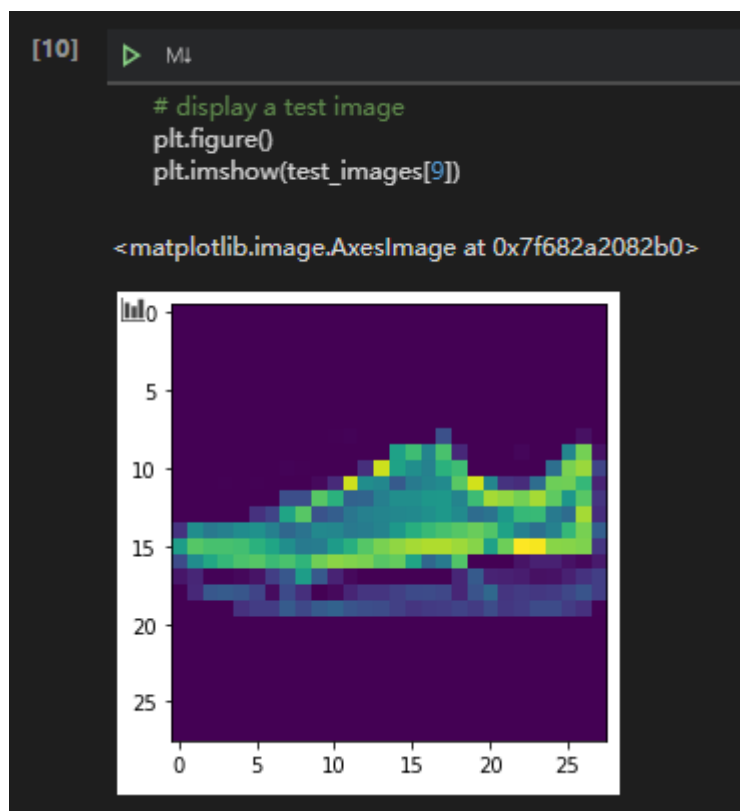 [10]
M↓
# display a test image
plt.figure()
plt.imshow(test_images[9])
<matplotlib.image.AxesImage at 0x7f682a2082b0>
0
5
10
15
20
25
0 5 10 15 20 25